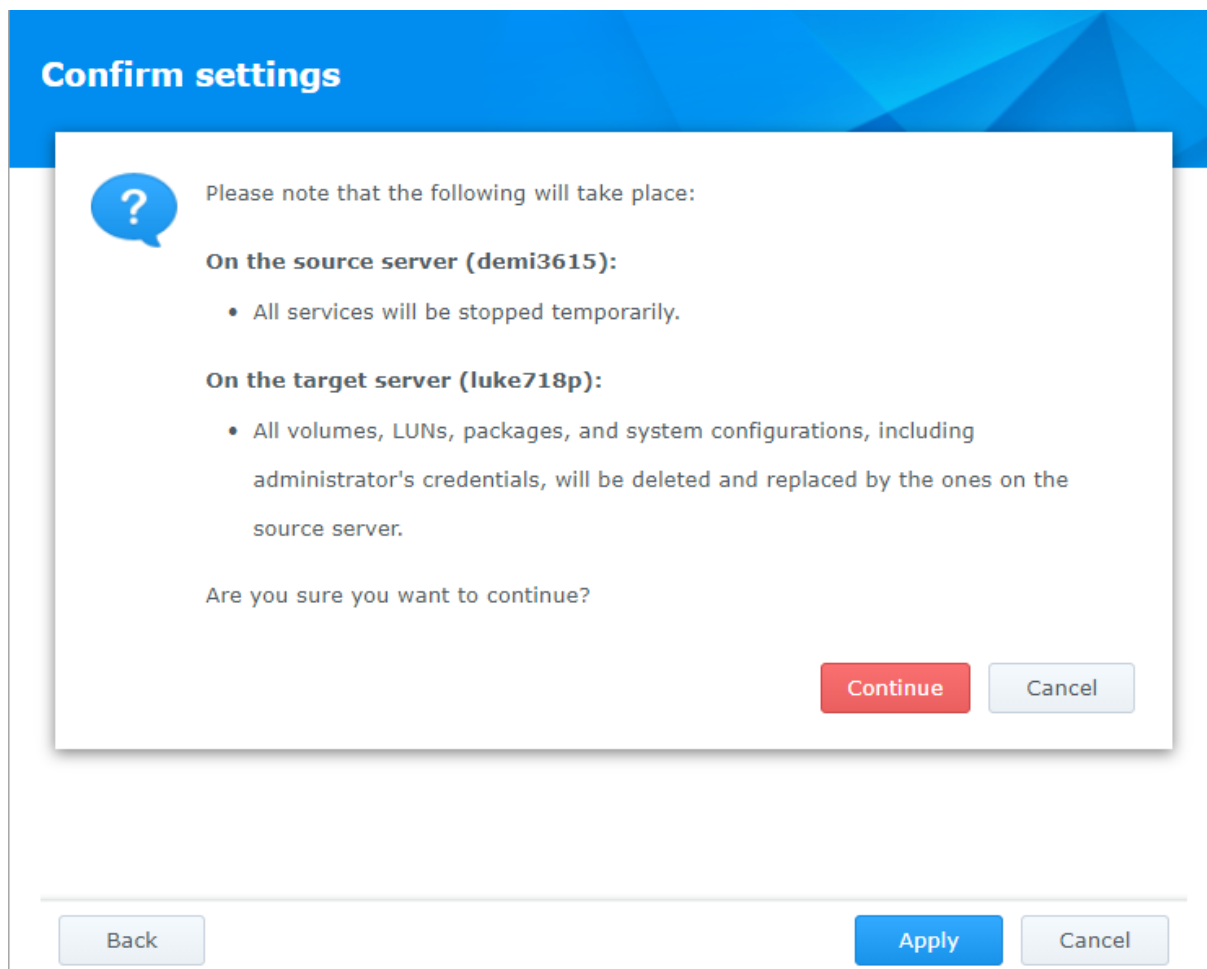 Confirm settings
?
Please note that the following will take place:
On the source server (demi3615):
• All services will be stopped temporarily.
On the target server (luke718p):
• All volumes, LUNs, packages, and system configurations, including
administrator's credentials, will be deleted and replaced by the ones on the
source server.
Are you sure you want to continue?
Continue Cancel
Back Apply Cancel